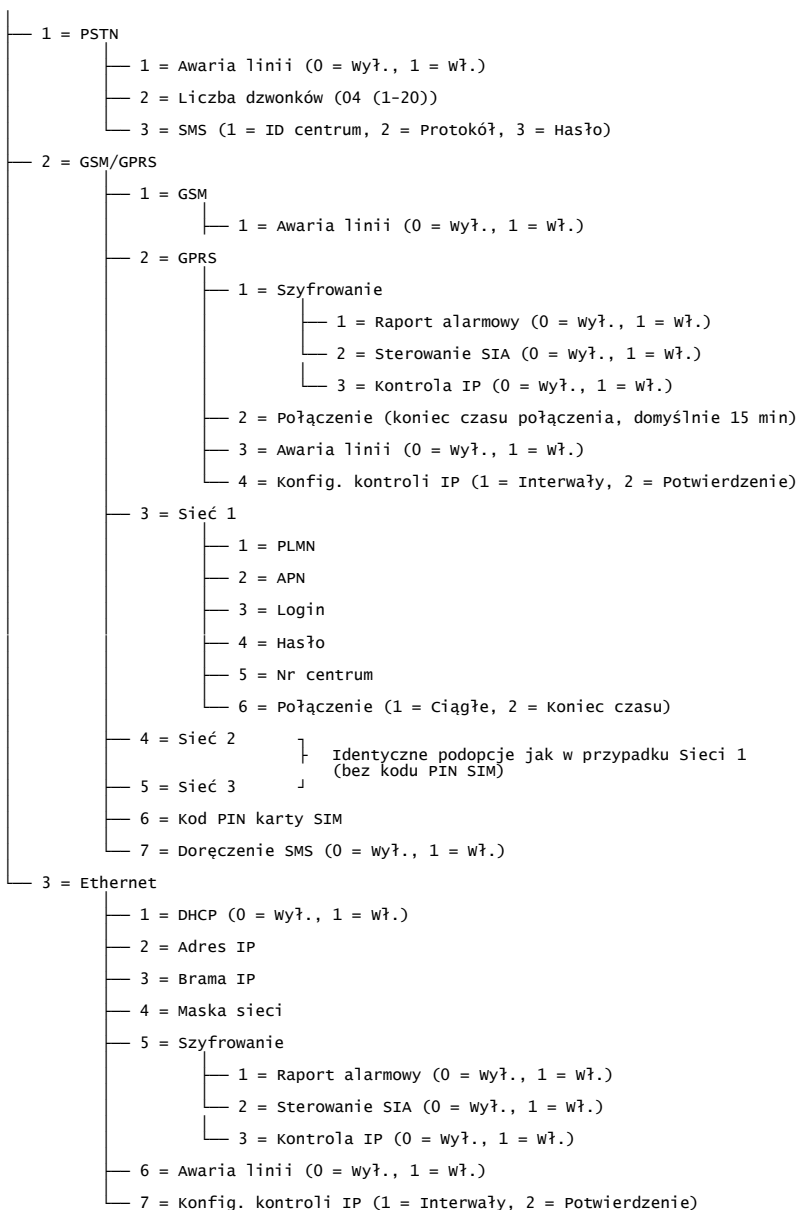 1 = PSTN
1 = Awaria linii (0 = Wył., 1 = Wł.)
2 = Liczba dzwonków (04 (1-20))
3 = SMS (1 = ID centrum, 2 = Protokół, 3 = Hasło)
2 = GSM/GPRS
1 = GSM
1 = Awaria linii (0 = Wył., 1 = Wł.)
2 = GPRS
1 = Szyfrowanie
1 = Raport alarmowy (0 = Wył., 1 = Wł.)
2 = Sterowanie SIA (0 = Wył., 1 = Wł.)
3 = Kontrola IP (0 = Wył., 1 = Wł.)
2 = Połączenie (koniec czasu połączenia, domyślnie 15 min)
3 = Awaria linii (0 = Wył., 1 = Wł.)
4 = Konfig. kontroli IP (1 = Interwały, 2 = Potwierdzenie)
3 = Sieć 1
1 = PLMN
2 = APN
3 = Login
4 = Hasło
5 = Nr centrum
6 = Połączenie (1 = Ciągłe, 2 = Koniec czasu)
4 = Sieć 2
Identyczne podopcje jak w przypadku Sieci 1
(bez kodu PIN SIM)
5 = Sieć 3
6 = Kod PIN karty SIM
7 = Doręczenie SMS (0 = Wył., 1 = Wł.)
3 = Ethernet
1 = DHCP (0 = Wył., 1 = Wł.)
2 = Adres IP
3 = Brama IP
4 = Maska sieci
5 = Szyfrowanie
1 = Raport alarmowy (0 = Wył., 1 = Wł.)
2 = Sterowanie SIA (0 = Wył., 1 = Wł.)
3 = Kontrola IP (0 = Wył., 1 = Wł.)
6 = Awaria linii (0 = Wył., 1 = Wł.)
7 = Konfig. kontroli IP (1 = Interwały, 2 = Potwierdzenie)